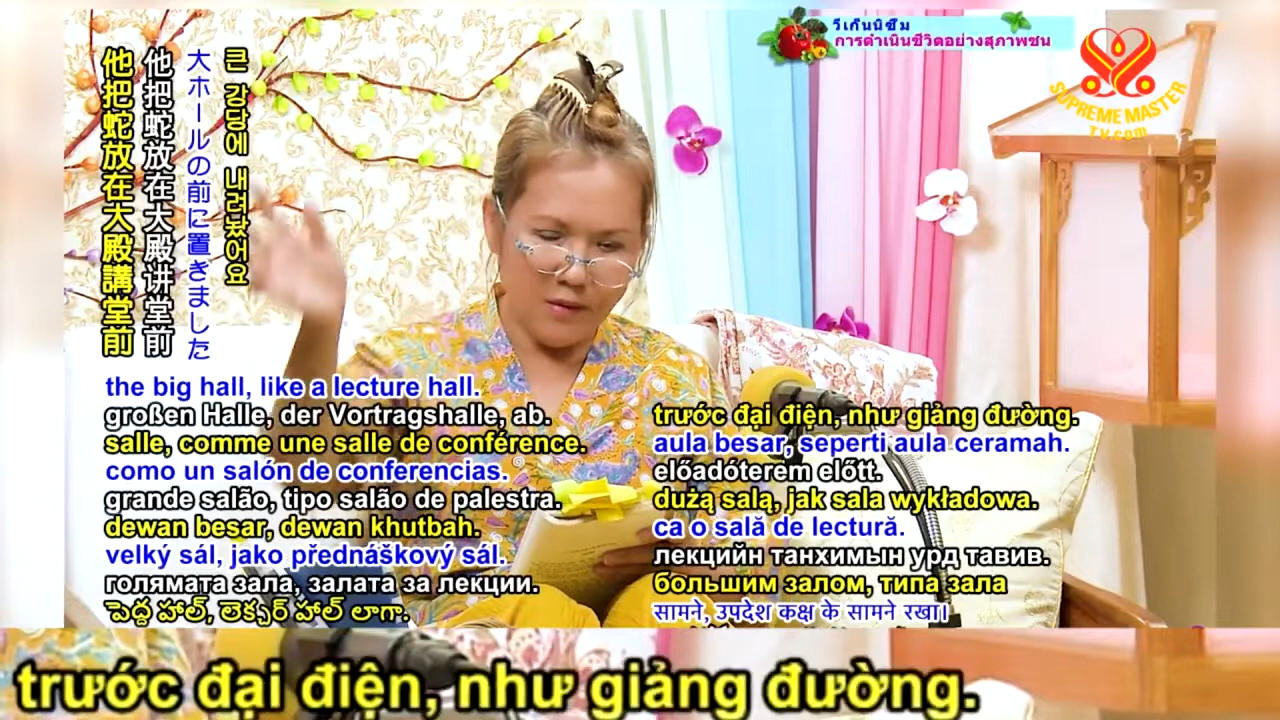 วีเก็นนิซึม
การดำเนินชีวิตอย่างสุภาพชน
SUPREME MASTER
TV.com
큰 강당에 내려놨어요
大ホールの前に置きました
他把蛇放在大殿讲堂前
他把蛇放在大殿講堂前
the big hall, like a lecture hall.
großen Halle, der Vortragshalle, ab.
salle, comme une salle de conférence.
como un salón de conferencias.
grande salão, tipo salão de palestra.
dewan besar, dewan khutbah.
velký sál, jako přednáškový sál.
голямата зала, залата за лекции.
పెద్ద హాల్, లెక్చర్ హాల్ లాగా.
trước đại điện, như giảng đường.
aula besar, seperti aula ceramah.
előadóterem előtt.
dużą salą, jak sala wykładowa.
ca o sală de lectură.
лекцийн танхимын урд тавив.
большим залом, типа зала
सामने, उपदेश कक्ष के सामने रखा।
trước đại điện, như giảng đường.